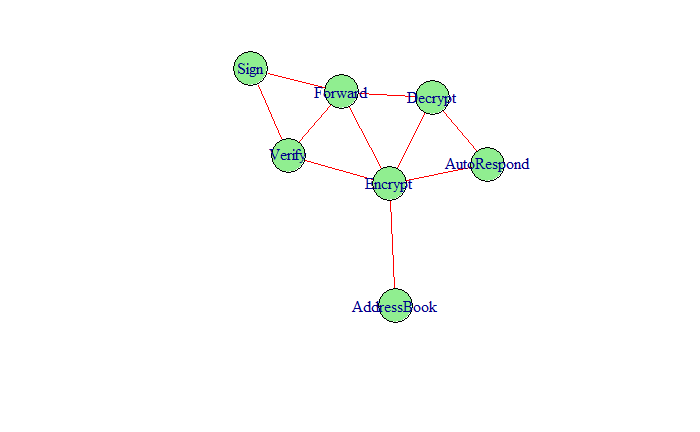 Sign
Forward
Decrypt
Verify
AutoRespond
Encrypt
AddressBook